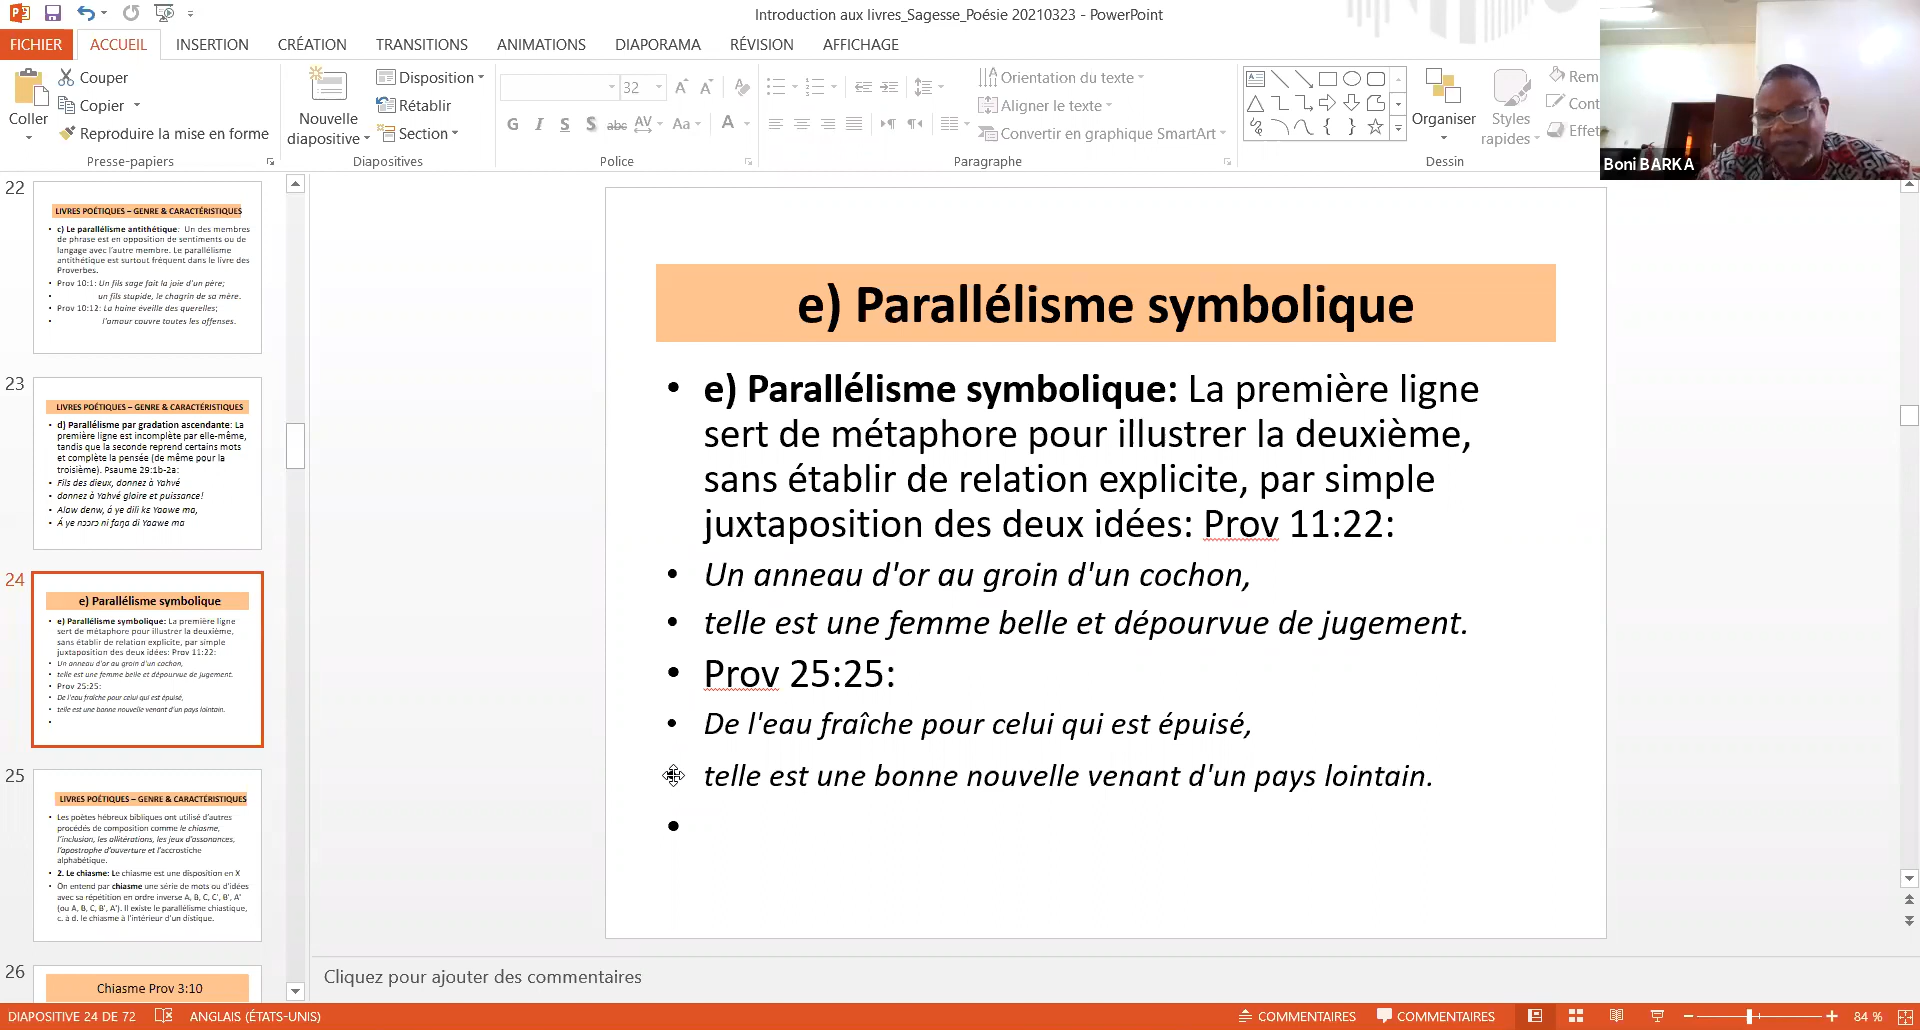 Introduction aux livres_Sagesse_Poésie 20210323 - PowerPoint
FICHIER ACCUEIL INSERTION CRÉATION TRANSITIONS ANIMATIONS DIAPORAMA RÉVISION AFFICHAGE
Coller
Couper
Copier
Reproduire la mise en forme
Presse-papiers
Nouvelle
diapositive
Disposition
Rétablir
Section
Diapositives
32
G I S S abc AV Aa A
Police
Orientation du texte
Aligner le texte
Convertir en graphique SmartArt
Paragraphe
Organiser
Styles
rapides
Rem
Cont
Effet
Dessin
Boni BARKA
22
LIVRES POÉTIQUES – GENRE & CARACTÉRISTIQUES
• c) Le parallélisme antithétique: Un des membres
de phrase est en opposition de sentiments ou de
langage avec l'autre membre. Le parallélisme
antithétique est surtout fréquent dans le livre des
Proverbes.
• Prov 10:1: Un fils sage fait la joie d'un père;
• un fils stupide, le chagrin de sa mère.
• Prov 10:12: La haine éveille des querelles;
• l'amour couvre toutes les offenses.
23
LIVRES POÉTIQUES – GENRE & CARACTÉRISTIQUES
• d) Parallélisme par gradation ascendante: La
première ligne est incomplète par elle-même,
tandis que la seconde reprend certains mots
et complète la pensée (de même pour la
troisième). Psaume 29:1b-2a:
• Fils des dieux, donnez à Yahvé
• donnez à Yahvé gloire et puissance!
• Alaw denw, á ye dili kɛ Yaawe ma,
• Á ye nɔɔrɔ ni faŋa di Yaawe ma
24
e) Parallélisme symbolique
• e) Parallélisme symbolique: La première ligne
sert de métaphore pour illustrer la deuxième,
sans établir de relation explicite, par simple
juxtaposition des deux idées: Prov 11:22:
• Un anneau d'or au groin d'un cochon,
• telle est une femme belle et dépourvue de jugement.
• Prov 25:25:
• De l'eau fraîche pour celui qui est épuisé,
• telle est une bonne nouvelle venant d'un pays lointain.
•
25
LIVRES POÉTIQUES – GENRE & CARACTÉRISTIQUES
• Les poètes hébreux bibliques ont utilisé d'autres
procédés de composition comme le chiasme,
l'inclusion, les allitérations, les jeux d'assonances,
l'apostrophe d'ouverture et l'accrostiche
alphabétique.
• 2. Le chiasme: Le chiasme est une disposition en X
• On entend par chiasme une série de mots ou d'idées
avec sa répétition en ordre inverse A, B, C, C', B', A'
(ou A, B, C, B', A'). Il existe le parallélisme chiastique,
c. à d. le chiasme à l'intérieur d'un distique.
26
Chiasme Prov 3:10
e) Parallélisme symbolique
• e) Parallélisme symbolique: La première ligne
sert de métaphore pour illustrer la deuxième,
sans établir de relation explicite, par simple
juxtaposition des deux idées: Prov 11:22:
• Un anneau d'or au groin d'un cochon,
• telle est une femme belle et dépourvue de jugement.
• Prov 25:25:
• De l'eau fraîche pour celui qui est épuisé,
• telle est une bonne nouvelle venant d'un pays lointain.
•
Cliquez pour ajouter des commentaires
DIAPOSITIVE 24 DE 72 ANGLAIS (ÉTATS-UNIS) COMMENTAIRES COMMENTAIRES 84 %